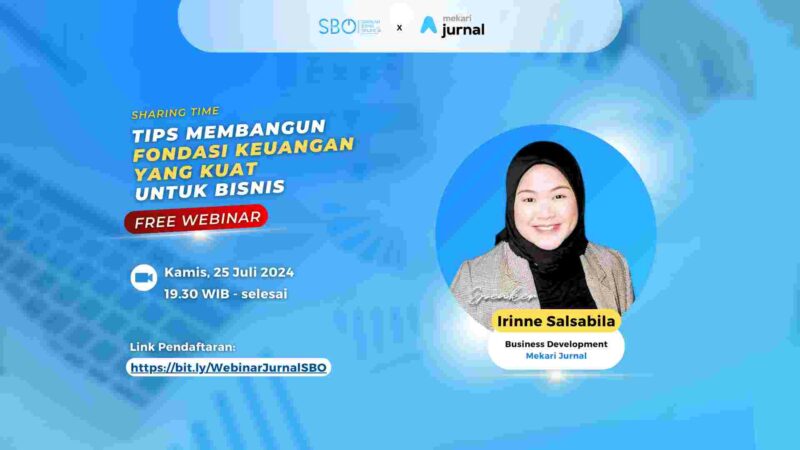 SBO
x
mekari
jurnal
SHARING TIME
TIPS MEMBANGUN
FONDASI KEUANGAN
YANG KUAT
UNTUK BISNIS
FREE WEBINAR
Kamis, 25 Juli 2024
19.30 WIB - selesai
Link Pendaftaran:
https://bit.ly/WebinarJurnalSBO
Speaker
Irinne Salsabila
Business Development
Mekari Jurnal